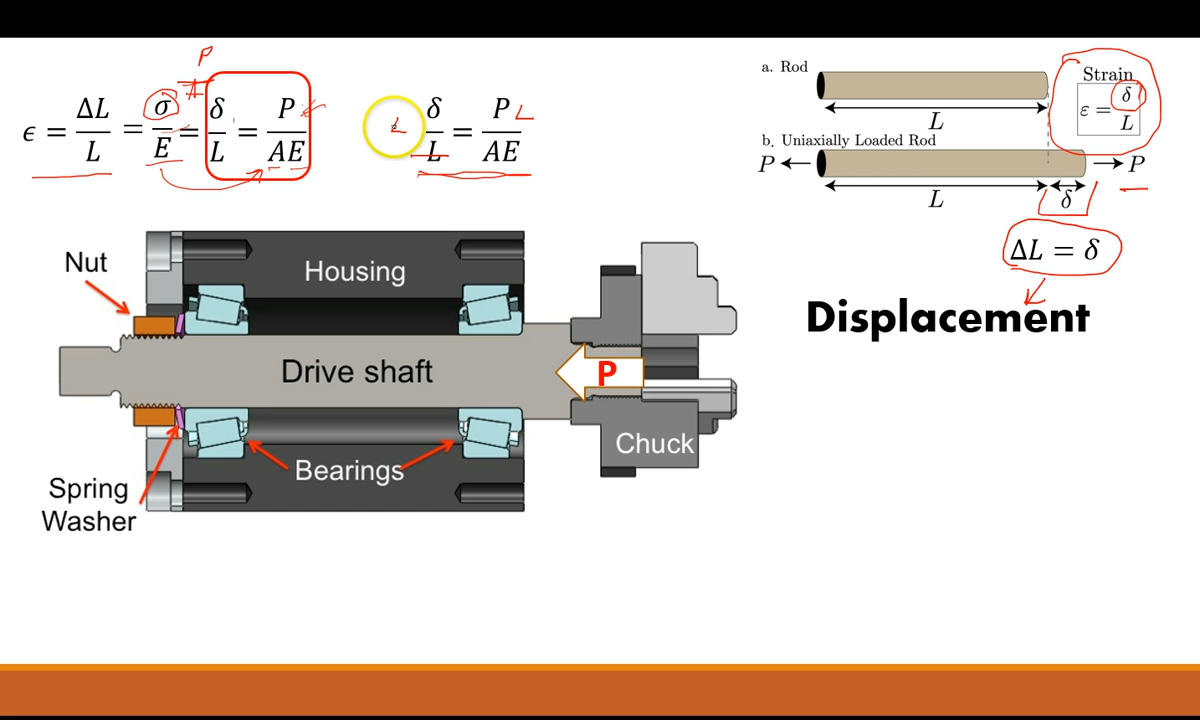 P
A
ϵ = ΔL/L = σ/E = δ/L = P/AE
L δ/L = P L/AE
a. Rod
L
Strain
ε = δ/L
b. Uniaxially Loaded Rod
P P
L δ
ΔL = δ
Displacement
Nut
Housing
Drive shaft
P
Chuck
Bearings
Spring
Washer